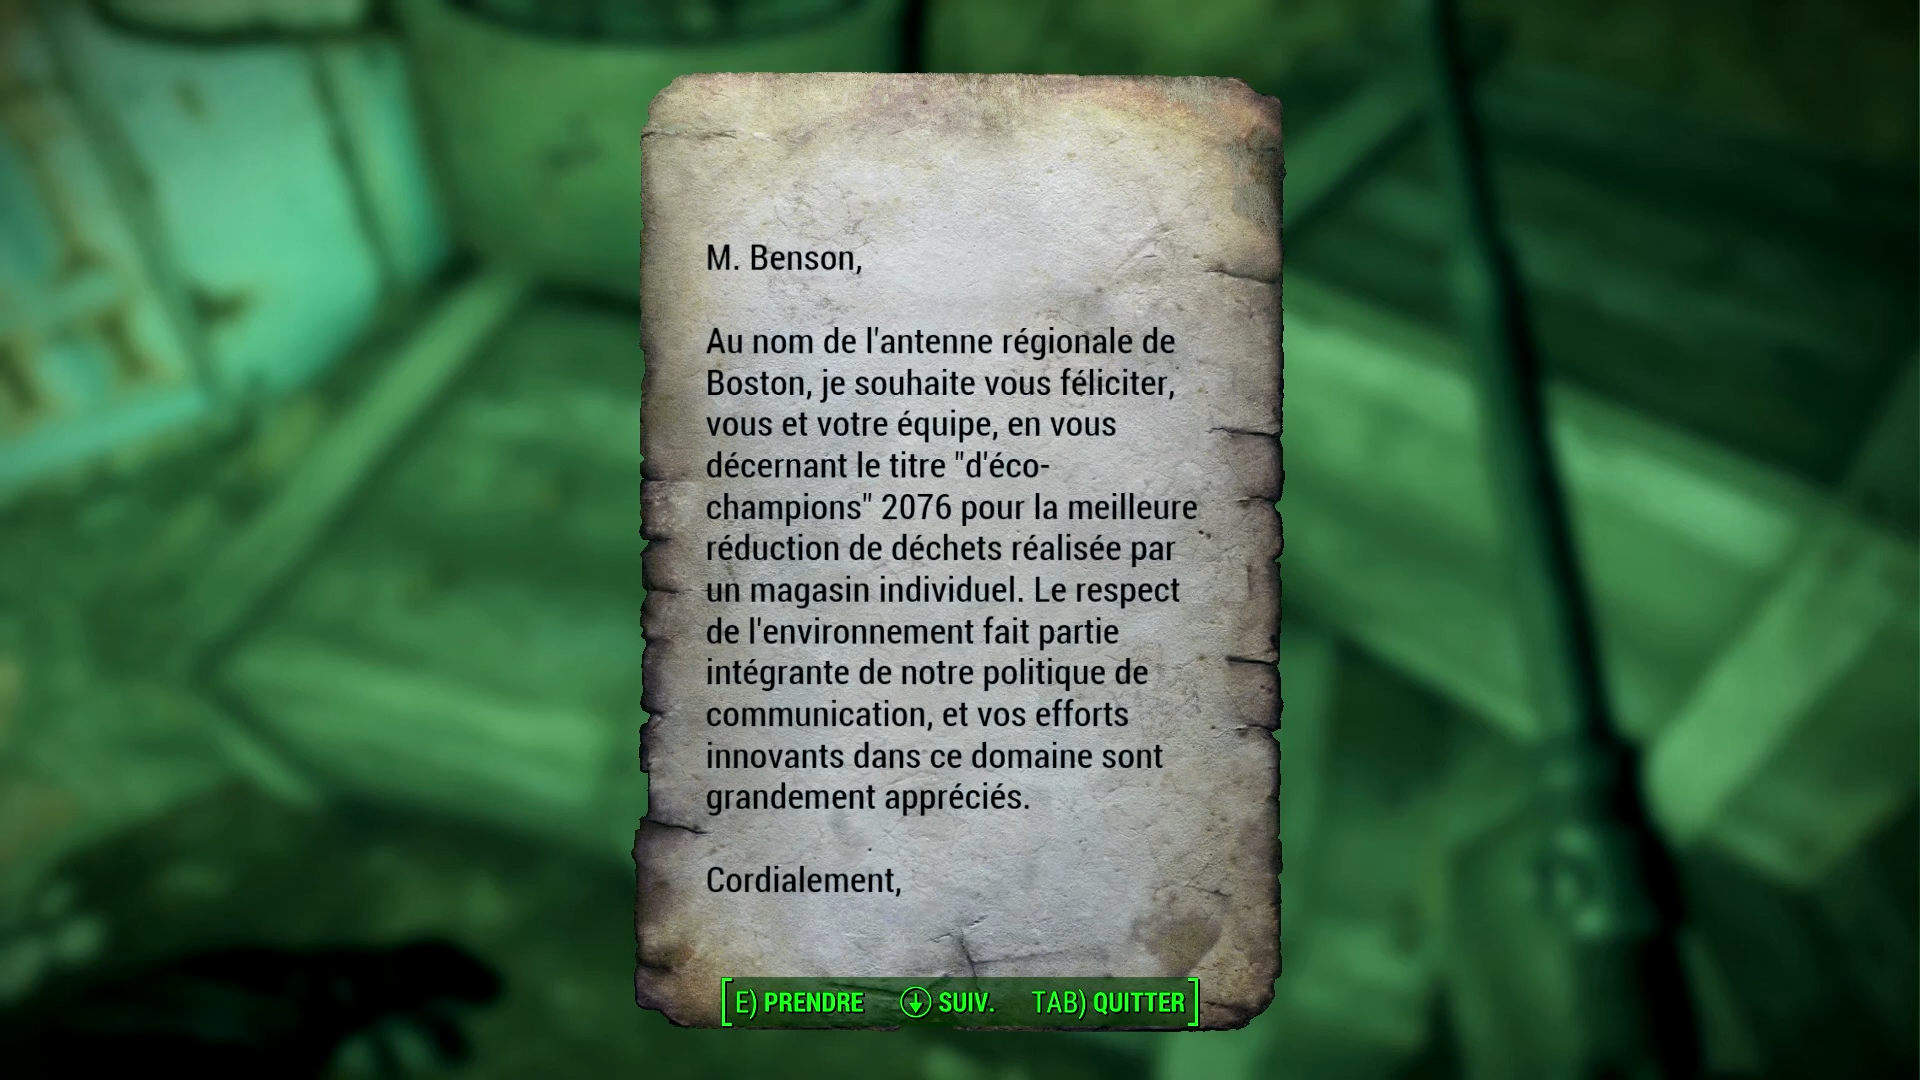 M. Benson,
Au nom de l'antenne régionale de
Boston, je souhaite vous féliciter,
vous et votre équipe, en vous
décernant le titre "d'éco-
champions" 2076 pour la meilleure
réduction de déchets réalisée par
un magasin individuel. Le respect
de l'environnement fait partie
intégrante de notre politique de
communication, et vos efforts
innovants dans ce domaine sont
grandement appréciés.
Cordialement,
E) PRENDRE SUIV. TAB) QUITTER